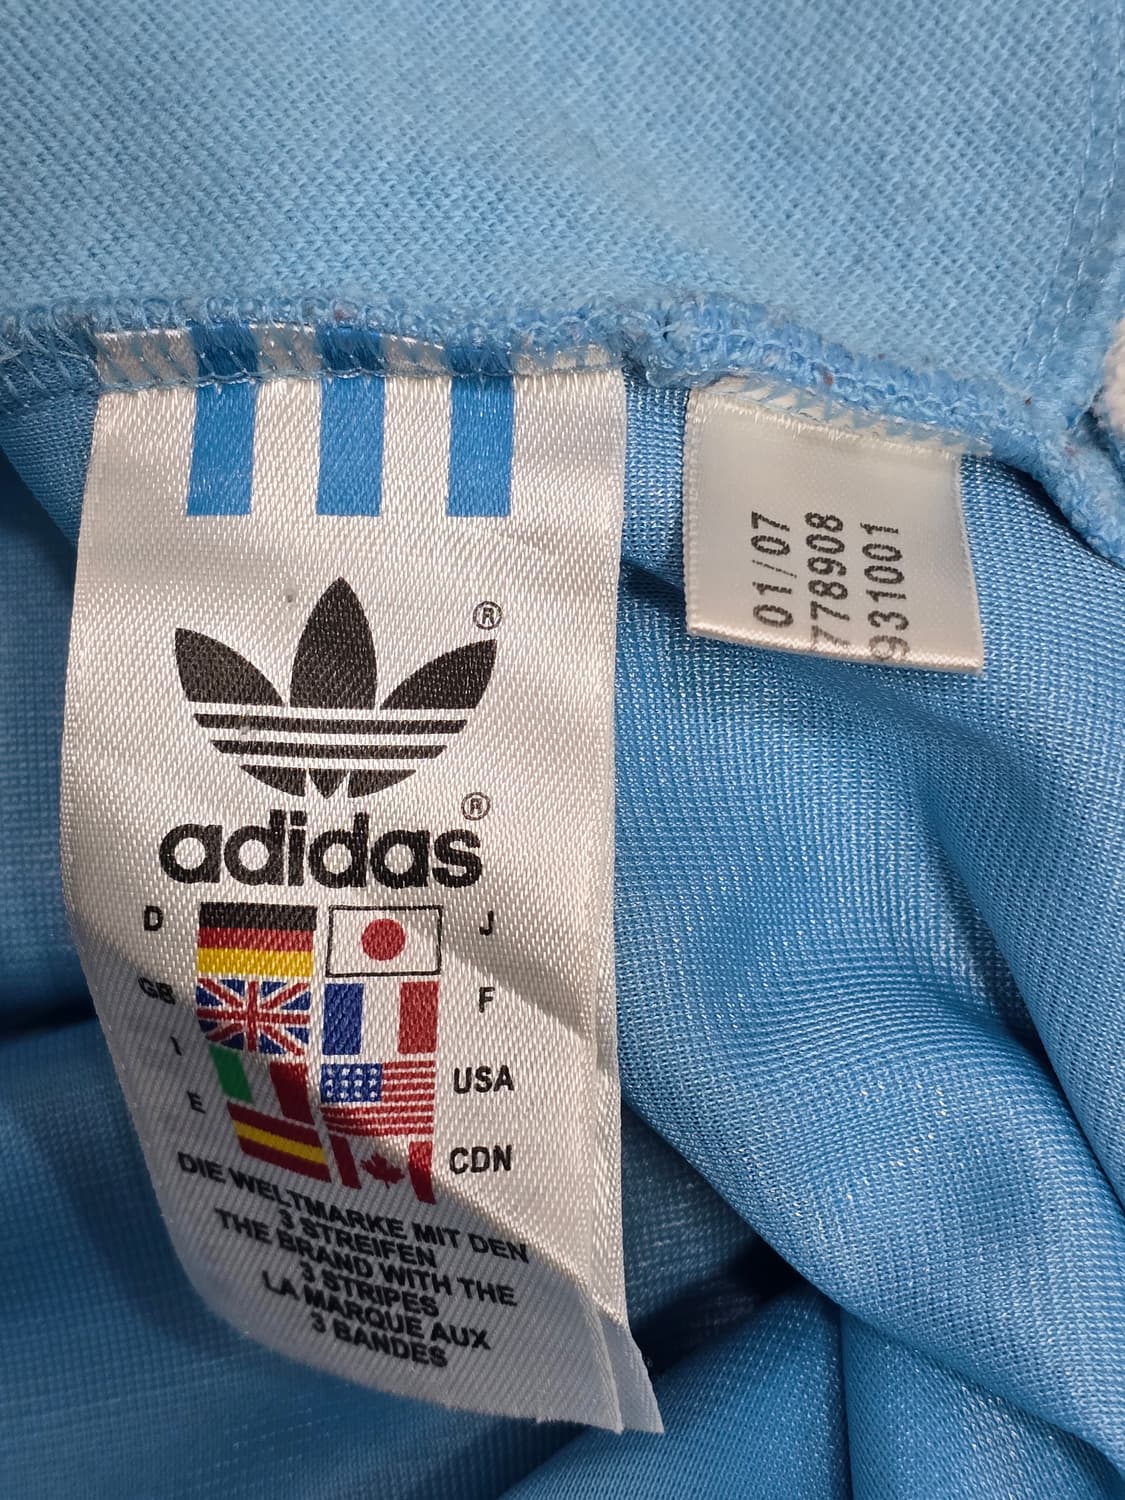 ®
adidas®
D J
GB F
I
USA
E
CDN
DIE WELTMARKE MIT DEN
3 STREIFEN
THE BRAND WITH THE
3 STRIPES
LA MARQUE AUX
3 BANDES
01/07
778908
931001